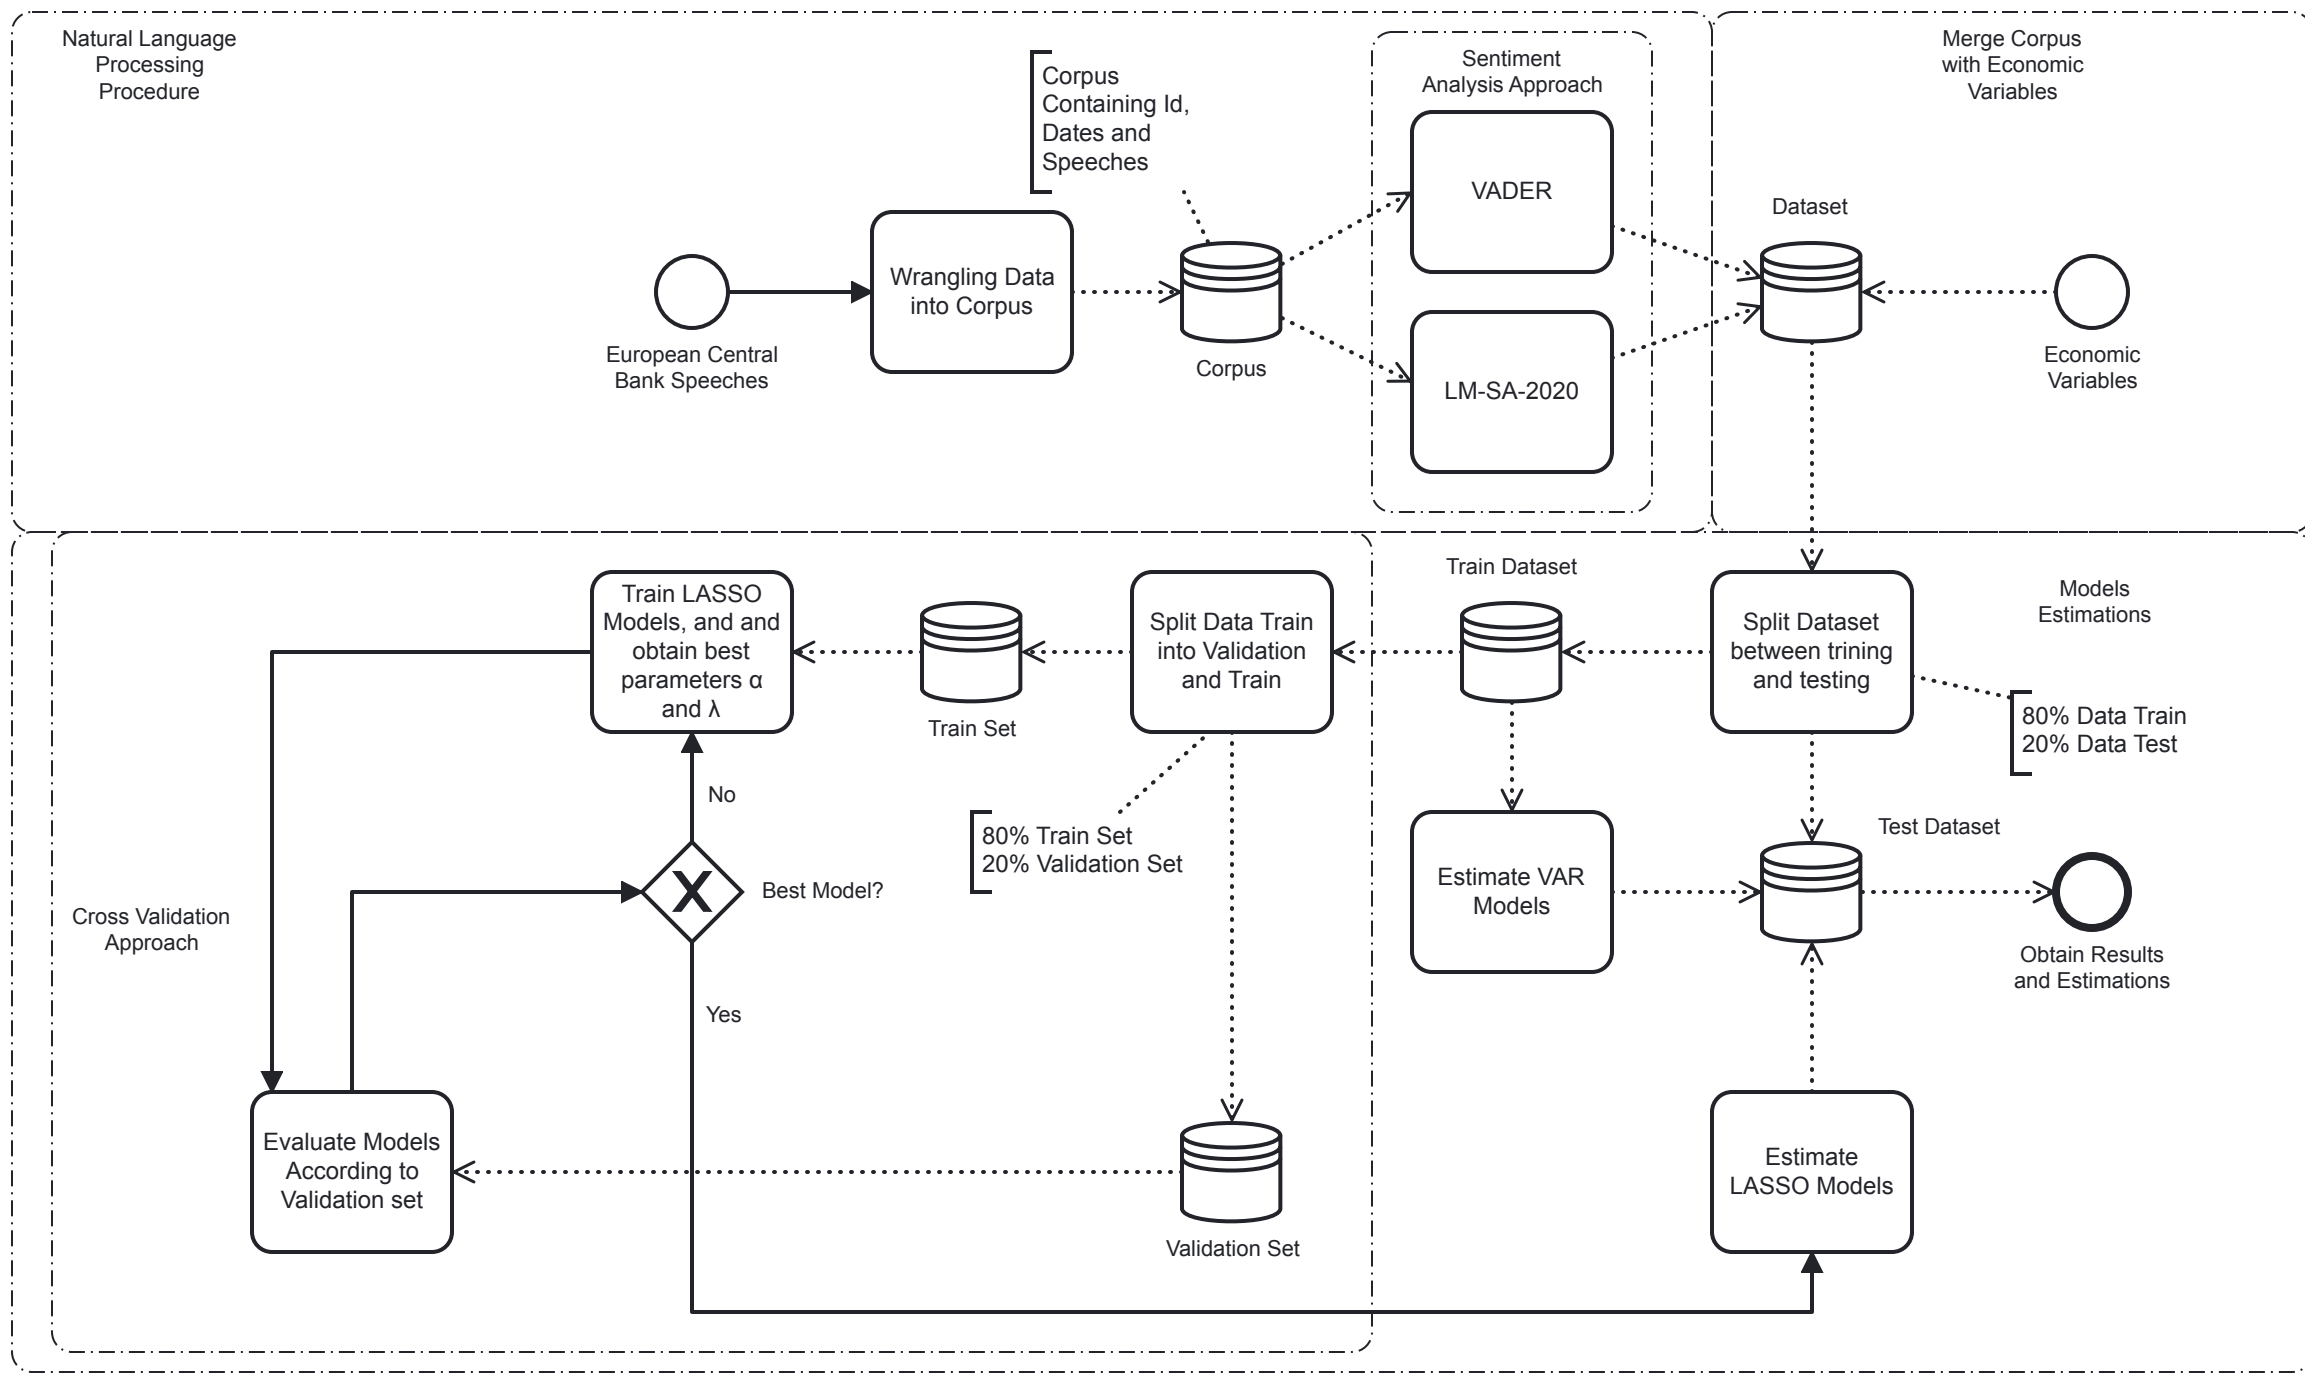 Natural Language
Processing
Procedure
Corpus
Containing Id,
Dates and
Speeches
Sentiment
Analysis Approach
Merge Corpus
with Economic
Variables
VADER
Dataset
Wrangling Data
into Corpus
European Central
Bank Speeches
Corpus
LM-SA-2020
Economic
Variables
Train LASSO
Models, and and
obtain best
parameters α
and λ
Train Set
Split Data Train
into Validation
and Train
Train Dataset
Split Dataset
between trining
and testing
Models
Estimations
80% Data Train
20% Data Test
No
80% Train Set
20% Validation Set
Test Dataset
X
Best Model?
Estimate VAR
Models
Cross Validation
Approach
Obtain Results
and Estimations
Yes
Evaluate Models
According to
Validation set
Validation Set
Estimate
LASSO Models